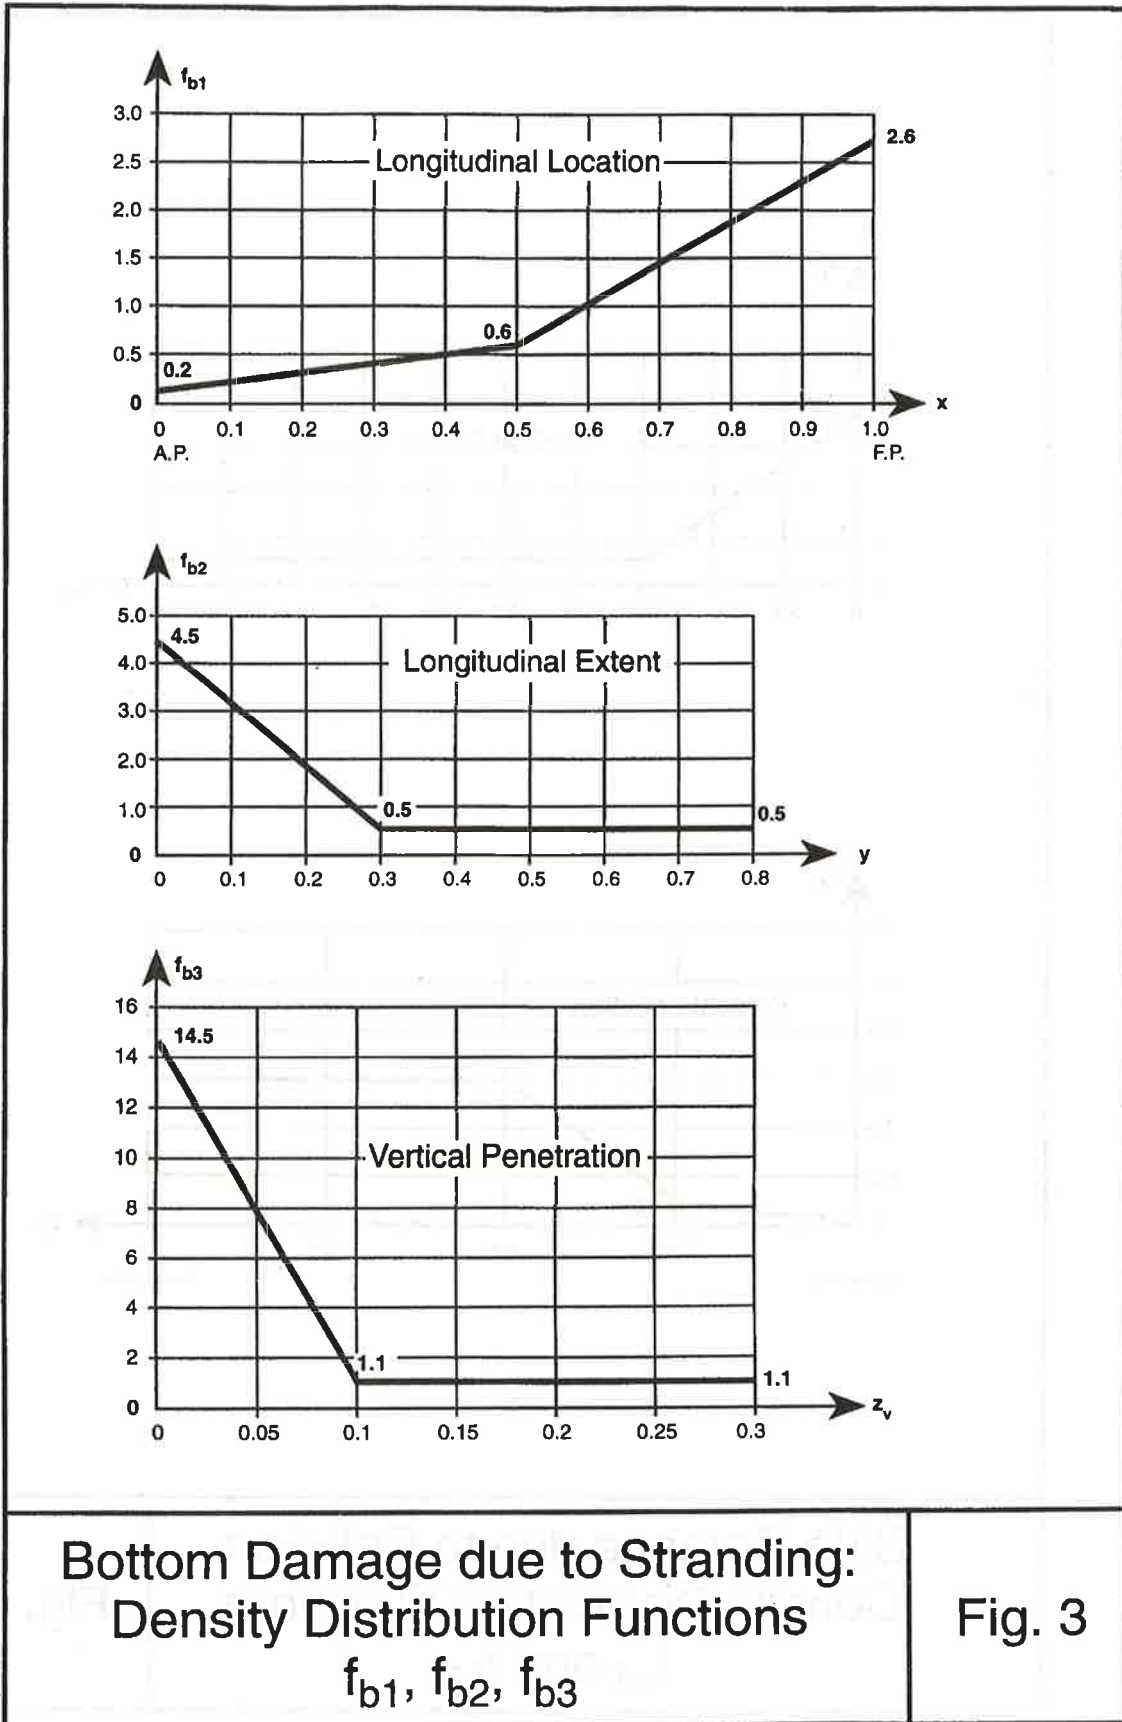 f_b1
3.0
2.5
2.0
1.5
1.0
0.5
0
Longitudinal Location
2.6
0.6
0.2
x
0 0.1 0.2 0.3 0.4 0.5 0.6 0.7 0.8 0.9 1.0
A.P. F.P.
f_b2
5.0
4.0
3.0
2.0
1.0
0
4.5
Longitudinal Extent
0.5
0.5
y
0 0.1 0.2 0.3 0.4 0.5 0.6 0.7 0.8
f_b3
16
14
12
10
8
6
4
2
0
14.5
Vertical Penetration
1.1
1.1
z_v
0 0.05 0.1 0.15 0.2 0.25 0.3
Bottom Damage due to Stranding:
Density Distribution Functions
f_b1, f_b2, f_b3
Fig. 3